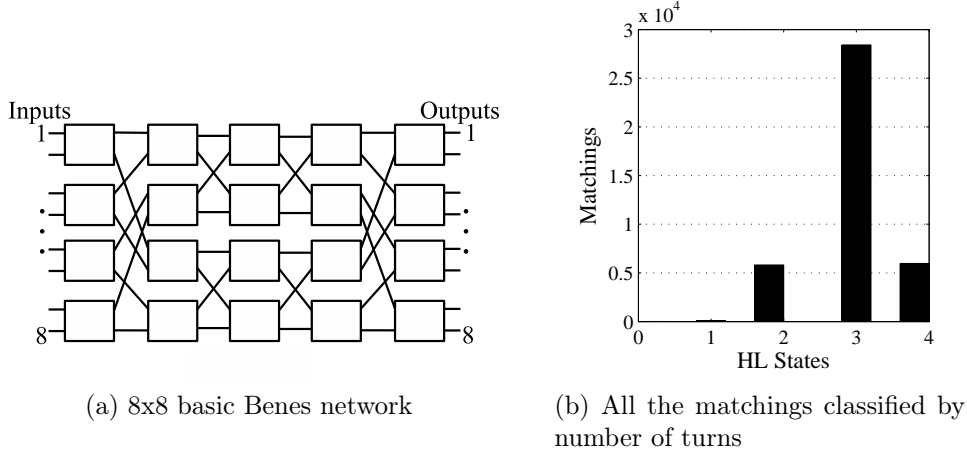 Inputs
Outputs
1
1
8
8
(a) 8x8 basic Benes network
x 10^4
3
2.5
2
1.5
1
0.5
0
Matchings
0 1 2 3 4
HL States
(b) All the matchings classified by
number of turns